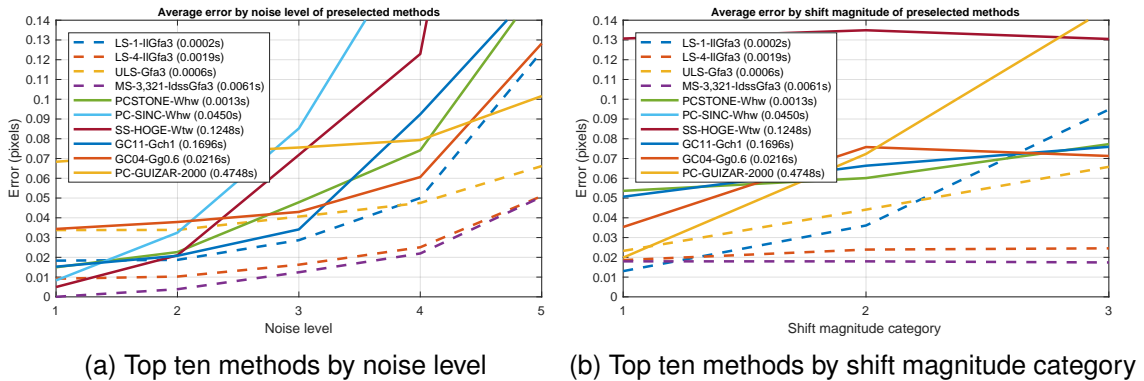 Average error by noise level of preselected methods
0.14
0.13
0.12
0.11
0.1
0.09
0.08
0.07
0.06
0.05
0.04
0.03
0.02
0.01
0
Error (pixels)
LS-1-IIGfa3 (0.0002s)
LS-4-IIGfa3 (0.0019s)
ULS-Gfa3 (0.0006s)
MS-3,321-IdssGfa3 (0.0061s)
PCSTONE-Whw (0.0013s)
PC-SINC-Whw (0.0450s)
SS-HOGE-Wtw (0.1248s)
GC11-Gch1 (0.1696s)
GC04-Gg0.6 (0.0216s)
PC-GUIZAR-2000 (0.4748s)
1 2 3 4 5
Noise level
(a) Top ten methods by noise level
Average error by shift magnitude of preselected methods
0.14
0.13
0.12
0.11
0.1
0.09
0.08
0.07
0.06
0.05
0.04
0.03
0.02
0.01
0
Error (pixels)
LS-1-IIGfa3 (0.0002s)
LS-4-IIGfa3 (0.0019s)
ULS-Gfa3 (0.0006s)
MS-3,321-IdssGfa3 (0.0061s)
PCSTONE-Whw (0.0013s)
PC-SINC-Whw (0.0450s)
SS-HOGE-Wtw (0.1248s)
GC11-Gch1 (0.1696s)
GC04-Gg0.6 (0.0216s)
PC-GUIZAR-2000 (0.4748s)
1 2 3
Shift magnitude category
(b) Top ten methods by shift magnitude category